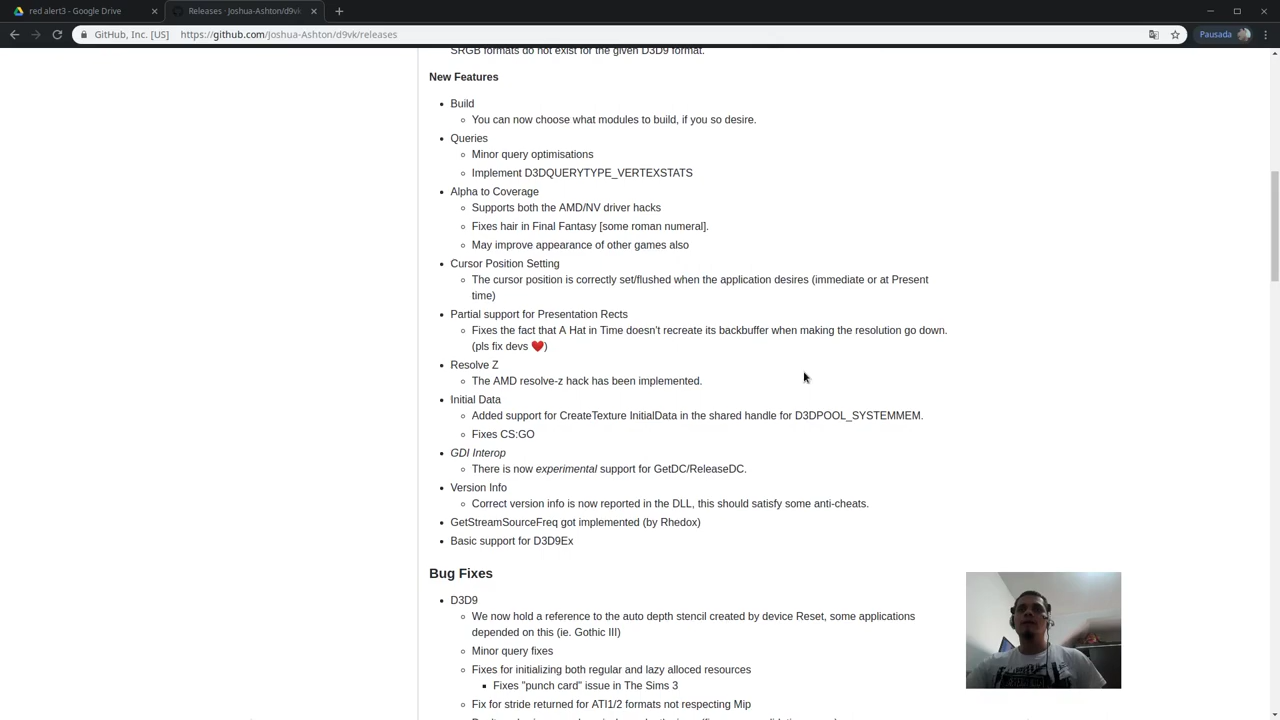 red alert3 - Google Drive
Releases · Joshua-Ashton/d9vk
GitHub, Inc. [US]
https://github.com/Joshua-Ashton/d9vk/releases
Pausada
SRGB formats do not exist for the given D3D9 format.
New Features
Build
You can now choose what modules to build, if you so desire.
Queries
Minor query optimisations
Implement D3DQUERYTYPE_VERTEXSTATS
Alpha to Coverage
Supports both the AMD/NV driver hacks
Fixes hair in Final Fantasy [some roman numeral].
May improve appearance of other games also
Cursor Position Setting
The cursor position is correctly set/flushed when the application desires (immediate or at Present
time)
Partial support for Presentation Rects
Fixes the fact that A Hat in Time doesn't recreate its backbuffer when making the resolution go down.
(pls fix devs ❤️)
Resolve Z
The AMD resolve-z hack has been implemented.
Initial Data
Added support for CreateTexture InitialData in the shared handle for D3DPOOL_SYSTEMMEM.
Fixes CS:GO
GDI Interop
There is now experimental support for GetDC/ReleaseDC.
Version Info
Correct version info is now reported in the DLL, this should satisfy some anti-cheats.
GetStreamSourceFreq got implemented (by Rhedox)
Basic support for D3D9Ex
Bug Fixes
D3D9
We now hold a reference to the auto depth stencil created by device Reset, some applications
depended on this (ie. Gothic III)
Minor query fixes
Fixes for initializing both regular and lazy alloced resources
Fixes "punch card" issue in The Sims 3
Fix for stride returned for ATI1/2 formats not respecting Mip